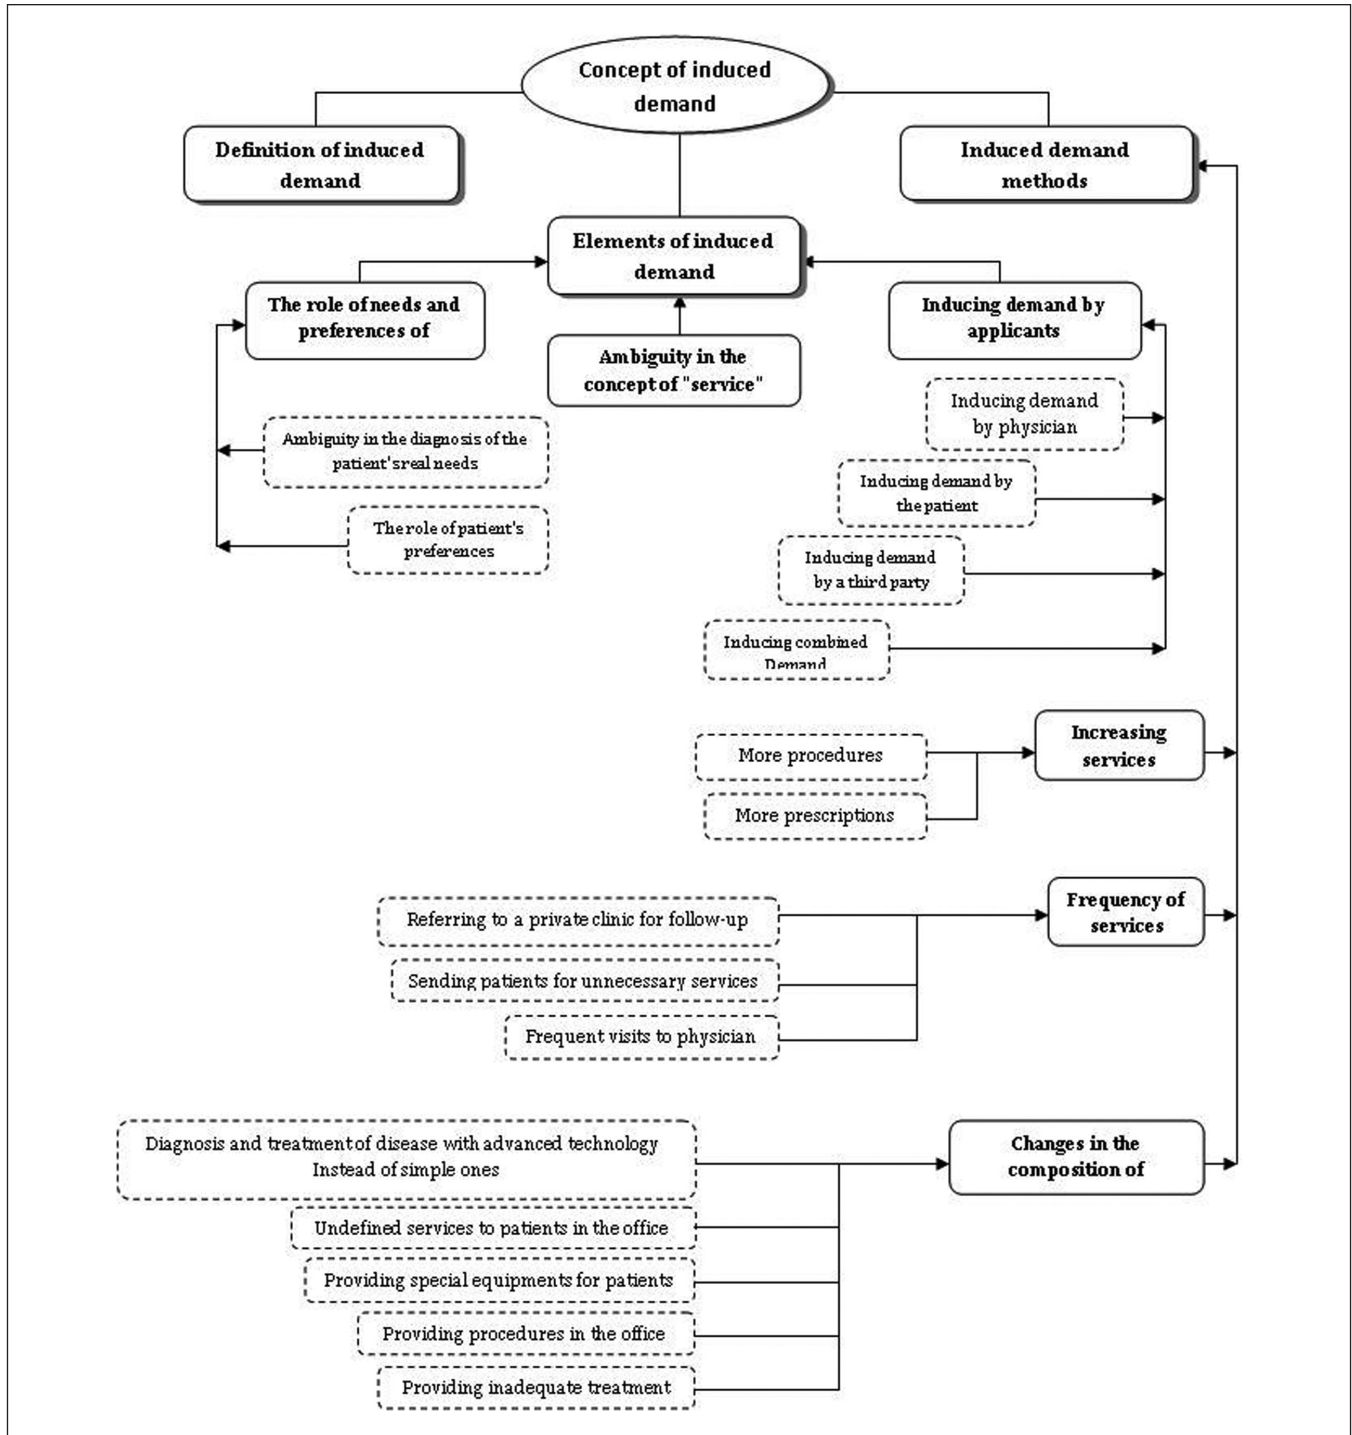 Concept of induced
demand
Definition of induced
demand
Induced demand
methods
Elements of induced
demand
The role of needs and
preferences of
Inducing demand by
applicants
Ambiguity in the
concept of "service"
Inducing demand
by physician
Ambiguity in the diagnosis of the
patient'sreal needs
Inducing demand by
the patient
The role of patient's
preferences
Inducing demand
by a third party
Inducing combined
Demand
Increasing
services
More procedures
More prescriptions
Frequency of
services
Referring to a private clinic for follow-up
Sending patients for unnecessary services
Frequent visits to physician
Changes in the
composition of
Diagnosis and treatment of disease with advanced technology
Instead of simple ones
Undefined services to patients in the office
Providing special equipments for patients
Providing procedures in the office
Providing inadequate treatment